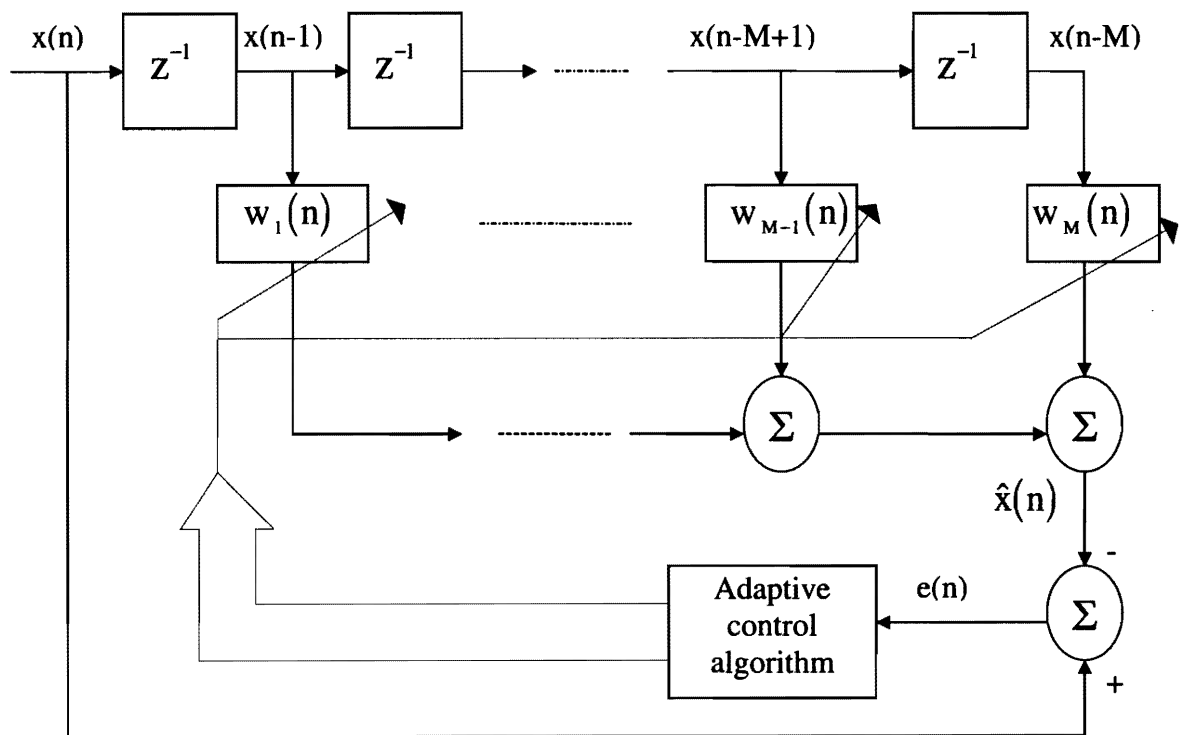 x(n) x(n-1) x(n-M+1) x(n-M)
z⁻¹ z⁻¹ z⁻¹
w₁(n) w_{M-1}(n) w_M(n)
Σ Σ
x̂(n)
-
Adaptive
control
algorithm
e(n)
Σ
+